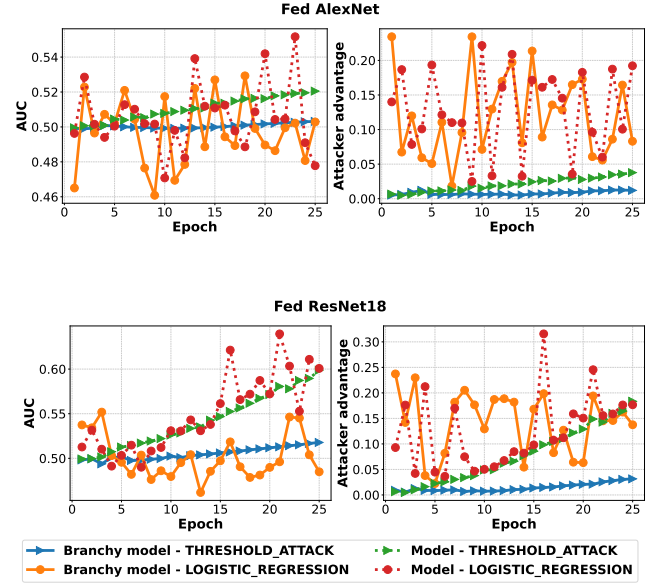 Fed AlexNet
AUC
0.54
0.52
0.50
0.48
0.46
0 5 10 15 20 25
Epoch
Attacker advantage
0.20
0.15
0.10
0.05
0.00
0 5 10 15 20 25
Epoch
Fed ResNet18
AUC
0.60
0.55
0.50
0 5 10 15 20 25
Epoch
Attacker advantage
0.30
0.25
0.20
0.15
0.10
0.05
0.00
0 5 10 15 20 25
Epoch
Branchy model - THRESHOLD_ATTACK
Branchy model - LOGISTIC_REGRESSION
Model - THRESHOLD_ATTACK
Model - LOGISTIC_REGRESSION